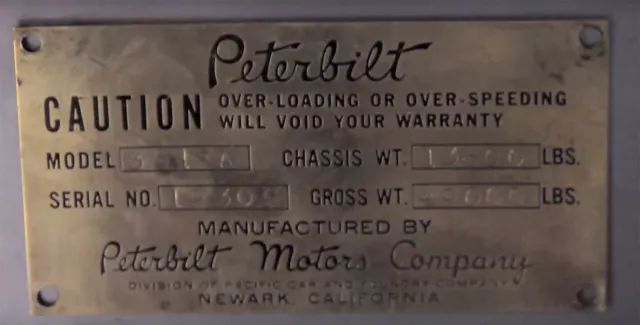 Peterbilt
CAUTION OVER-LOADING OR OVER-SPEEDING
WILL VOID YOUR WARRANTY
MODEL CHASSIS WT. LBS.
SERIAL NO. GROSS WT. LBS.
MANUFACTURED BY
Peterbilt Motors Company
DIVISION OF PACIFIC CAR AND FOUNDRY COMPANY
NEWARK, CALIFORNIA